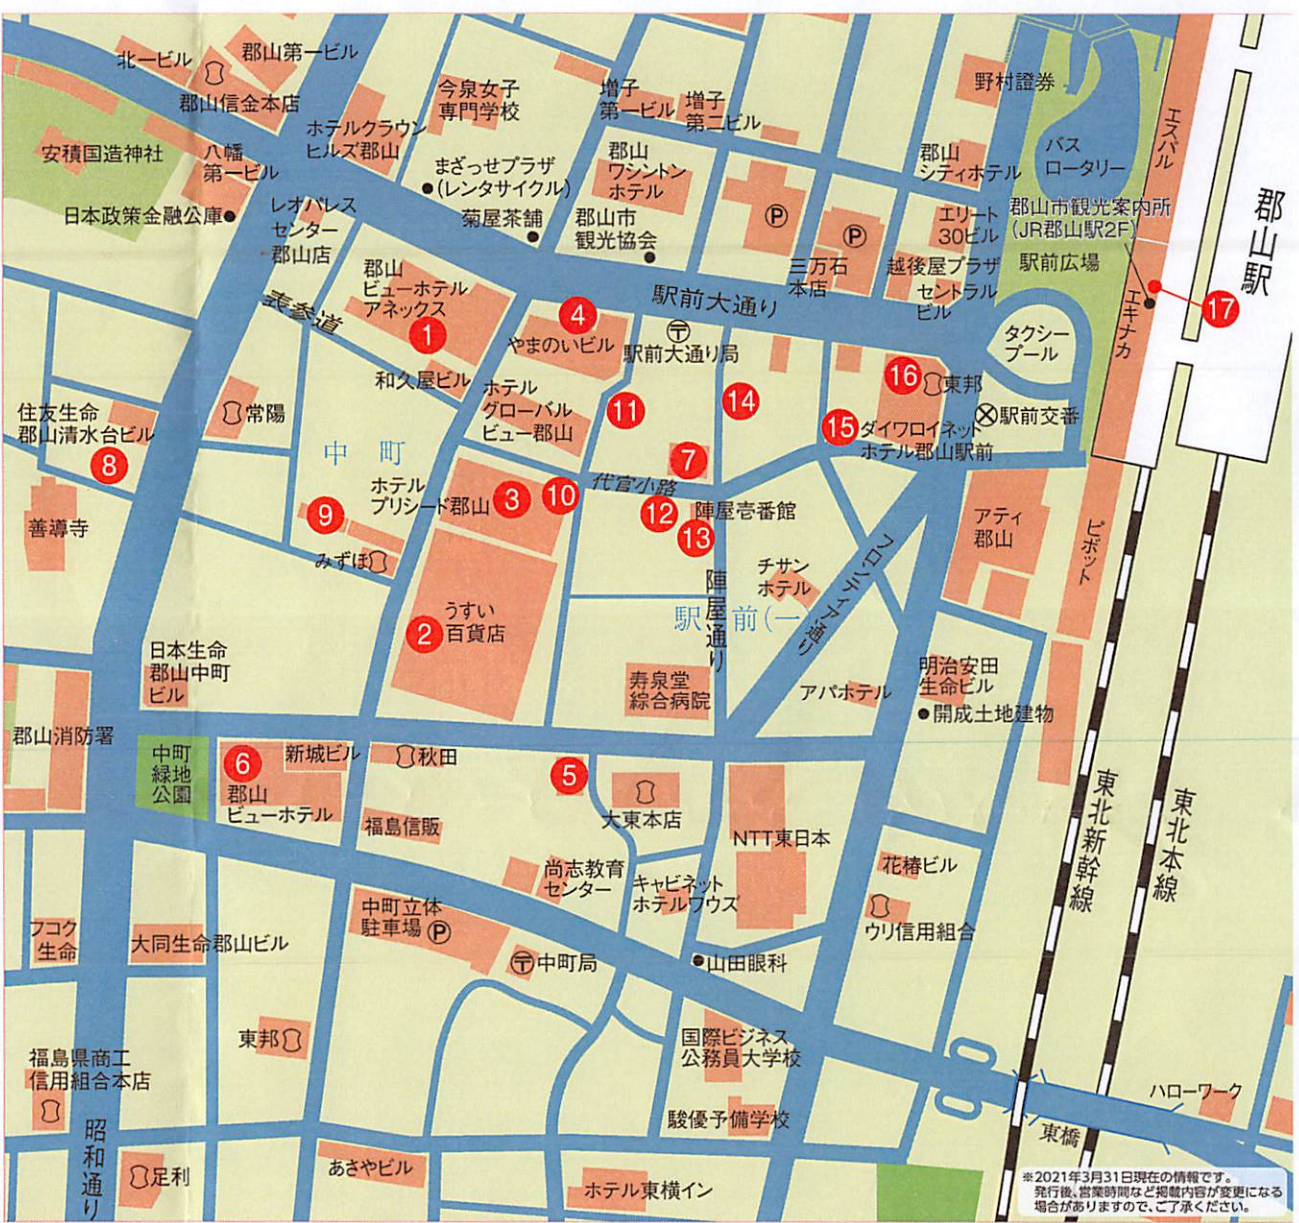 北一ビル
郡山第一ビル
郡山信金本店
安積国造神社
八幡
第一ビル
日本政策金融公庫
ホテルクラウン
ヒルズ郡山
今泉女子
専門学校
まざっせプラザ
(レンタサイクル)
菊屋茶舗
増子
第一ビル
増子
第二ビル
郡山
ワシントン
ホテル
郡山市
観光協会
野村證券
郡山
シティホテル
バス
ロータリー
エスパル
エリート
30ビル
郡山市観光案内所
(JR郡山駅2F)
駅前広場
郡山駅
レオパレス
センター
郡山店
表参道
郡山
ビューホテル
アネックス
1
和久屋ビル
4
やまのいビル
駅前大通り
〒
駅前大通り局
P
P
三万石
本店
越後屋プラザ
セントラル
ビル
タクシー
プール
エキナカ
17
住友生命
郡山清水台ビル
8
常陽
中町
ホテル
グローバル
ビュー郡山
11
14
16
東邦
駅前交番
15
ダイワロイネット
ホテル郡山駅前
7
代官小路
善導寺
9
みずほ
ホテル
プリシード郡山
3
10
12
陣屋壱番館
13
アティ
郡山
ピボット
うすい
百貨店
2
チサン
ホテル
駅前(一)
陣屋通り
フロンティア通り
日本生命
郡山中町
ビル
寿泉堂
綜合病院
アパホテル
明治安田
生命ビル
開成土地建物
郡山消防署
中町
緑地
公園
6
新城ビル
郡山
ビューホテル
秋田
5
大東本店
福島信販
NTT東日本
東北新幹線
東北本線
尚志教育
センター
キャビネット
ホテルワウズ
花椿ビル
ウリ信用組合
フコク
生命
大同生命郡山ビル
中町立体
駐車場
P
〒中町局
山田眼科
東邦
国際ビジネス
公務員大学校
福島県商工
信用組合本店
駿優予備学校
ハローワーク
東橋
昭和通り
足利
あさやビル
ホテル東横イン
※2021年3月31日現在の情報です。
発行後、営業時間など掲載内容が変更になる
場合がありますので、ご了承ください。